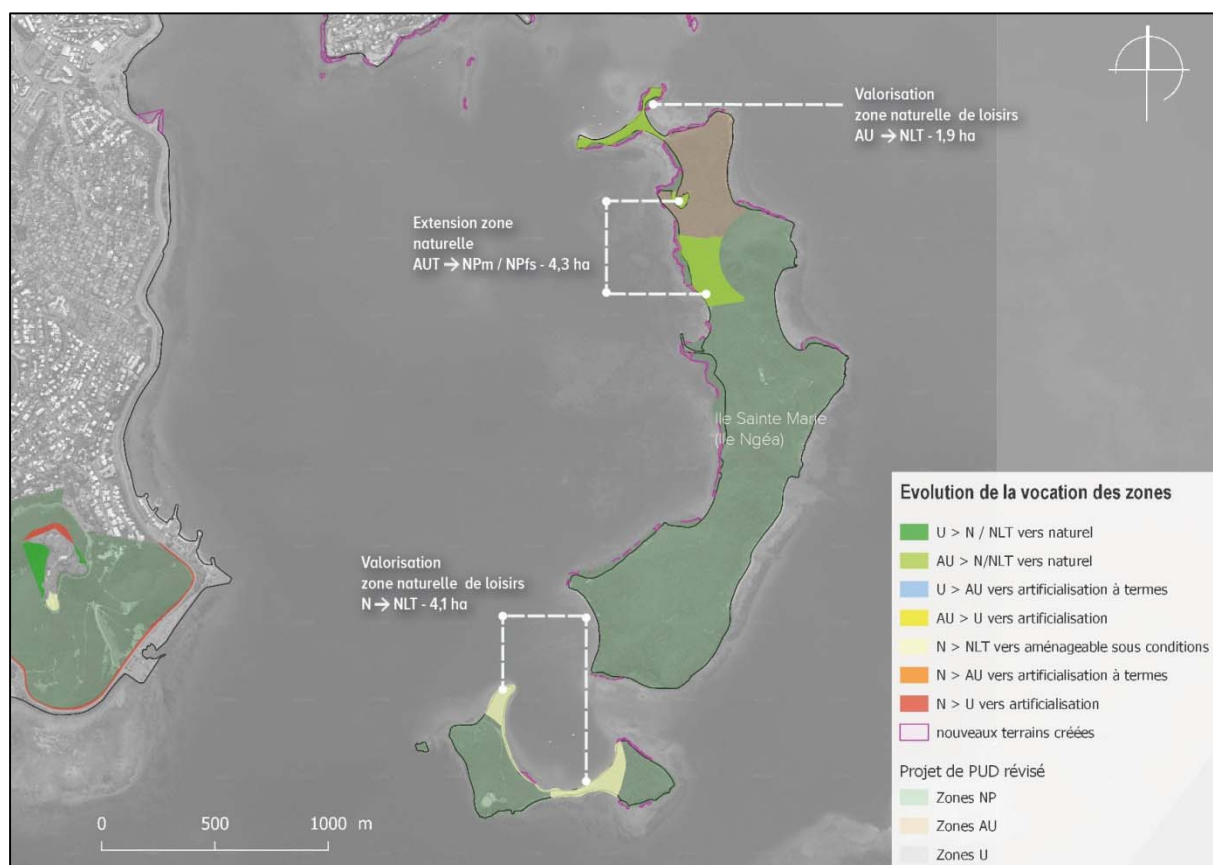 Valorisation
zone naturelle de loisirs
AU → NLT - 1,9 ha
Extension zone
naturelle
AUT → NPm / NPfs - 4,3 ha
Ile Sainte Marie
(Ile Ngéa)
Valorisation
zone naturelle de loisirs
N → NLT - 4,1 ha
0 500 1000 m
Evolution de la vocation des zones
U > N / NLT vers naturel
AU > N/NLT vers naturel
U > AU vers artificialisation à termes
AU > U vers artificialisation
N > NLT vers aménageable sous conditions
N > AU vers artificialisation à termes
N > U vers artificialisation
nouveaux terrains créées
Projet de PUD révisé
Zones NP
Zones AU
Zones U